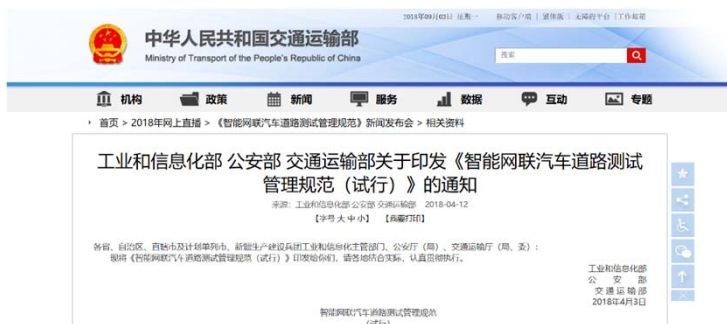 2018年09月03日 星期一 移动客户端 | 繁体版 | 无障碍平台 | 工作邮箱
中华人民共和国交通运输部
Ministry of Transport of the People's Republic of China
搜索
机构 政策 新闻 服务 数据 互动 专题
首页 > 2018年网上直播 > 《智能网联汽车道路测试管理规范》新闻发布会 > 相关资料
工业和信息化部 公安部 交通运输部关于印发《智能网联汽车道路测试
管理规范（试行）》的通知
来源：工业和信息化部 公安部 交通运输部 2018-04-12
【字号 大 中 小】 【我要打印】
各省、自治区、直辖市及计划单列市、新疆生产建设兵团工业和信息化主管部门、公安厅（局）、交通运输厅（局、委）：
现将《智能网联汽车道路测试管理规范（试行）》印发给你们，请各地结合实际，认真贯彻执行。
工业和信息化部
公 安 部
交 通 运 输 部
2018年4月3日
智能网联汽车道路测试管理规范
（试行）